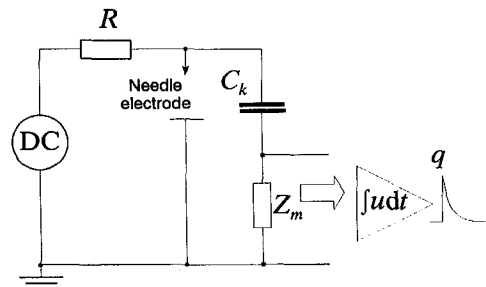 R
Needle
electrode
C_k
DC
Z_m
∫udt
q